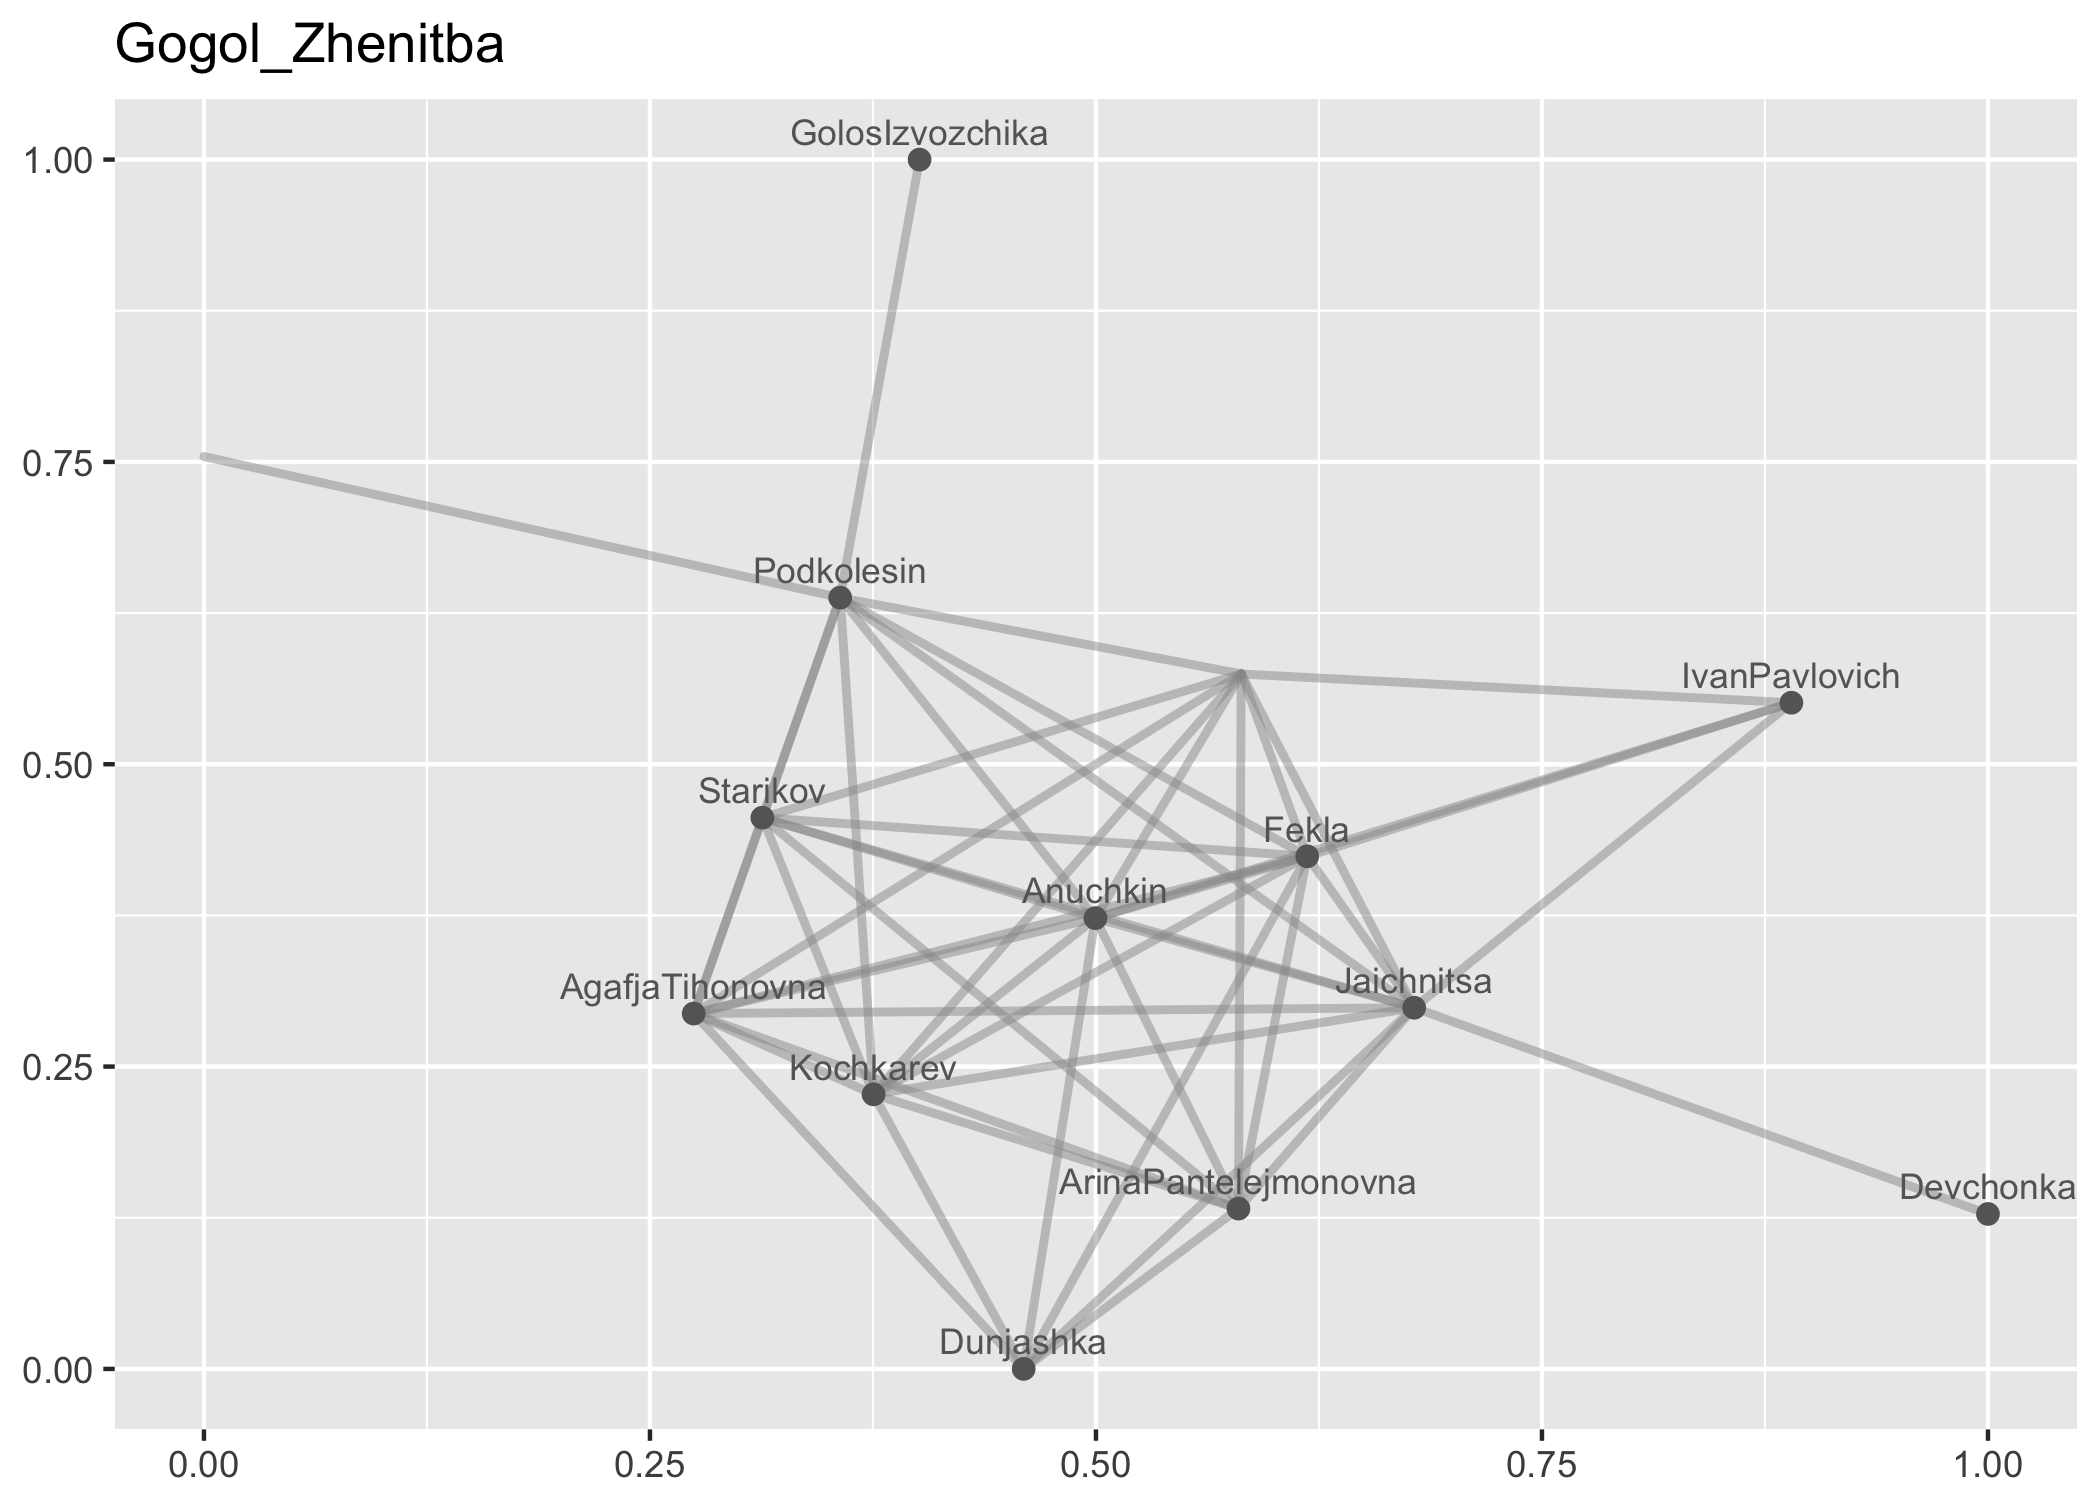 Gogol_Zhenitba
GolosIzvozchika
1.00
0.75
Podkolesin
IvanPavlovich
0.50
Starikov
Fekla
Anuchkin
AgafjaTihonovna
Jaichnitsa
Kochkarev
0.25
ArinaPantelejmonovna
Devchonka
Dunjashka
0.00
0.00 0.25 0.50 0.75 1.00